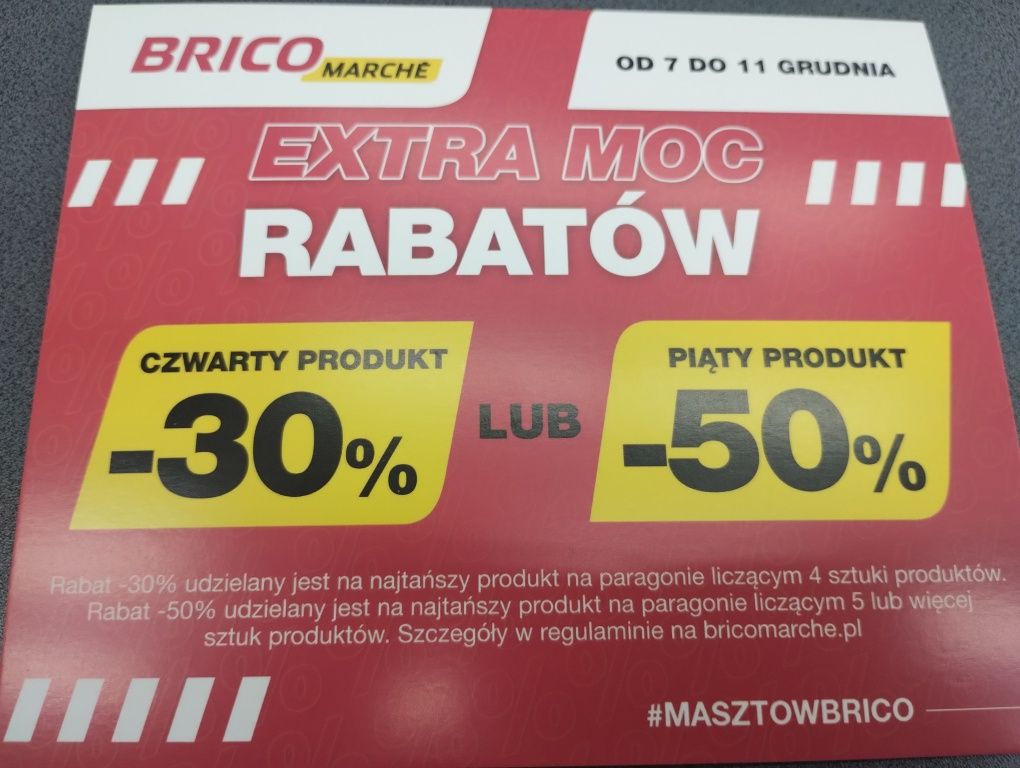 BRICO MARCHÉ
OD 7 DO 11 GRUDNIA
EXTRA MOC
RABATÓW
CZWARTY PRODUKT
-30%
LUB
PIĄTY PRODUKT
-50%
Rabat -30% udzielany jest na najtańszy produkt na paragonie liczącym 4 sztuki produktów.
Rabat -50% udzielany jest na najtańszy produkt na paragonie liczącym 5 lub więcej
sztuk produktów. Szczegóły w regulaminie na bricomarche.pl
#MASZTOWBRICO